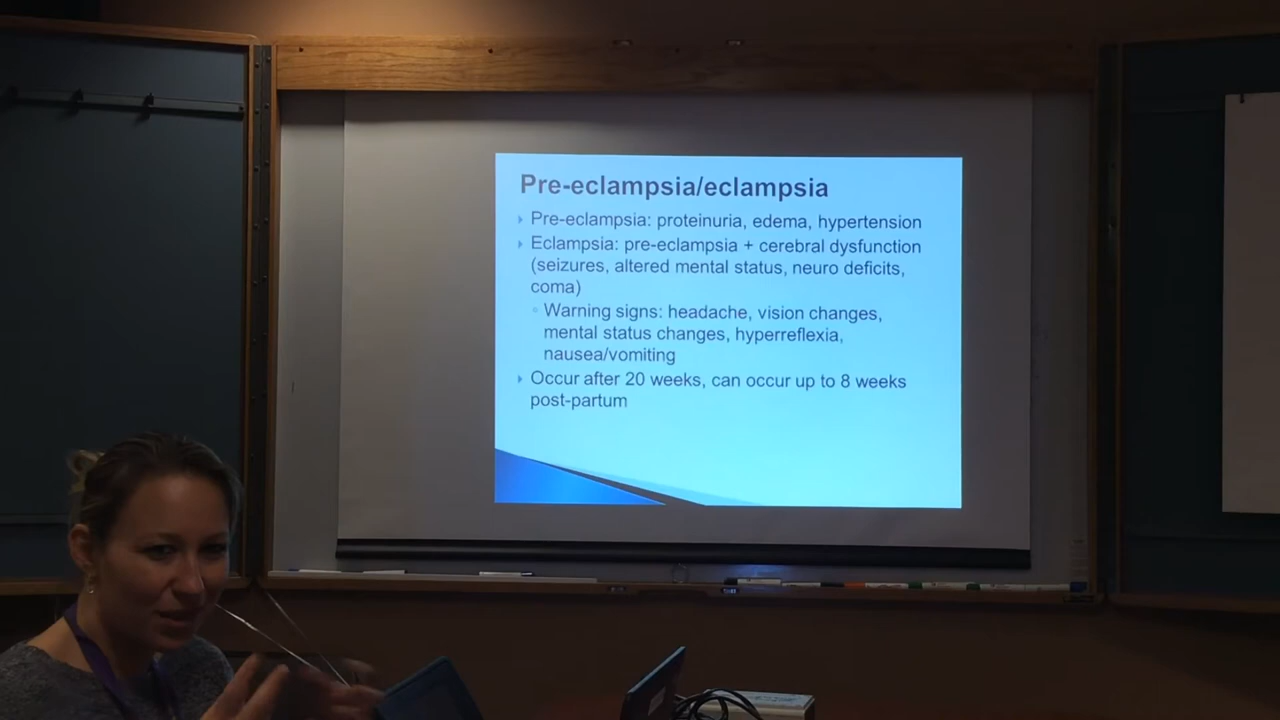 Pre-eclampsia/eclampsia
Pre-eclampsia: proteinuria, edema, hypertension
Eclampsia: pre-eclampsia + cerebral dysfunction
(seizures, altered mental status, neuro deficits,
coma)
Warning signs: headache, vision changes,
mental status changes, hyperreflexia,
nausea/vomiting
Occur after 20 weeks, can occur up to 8 weeks
post-partum